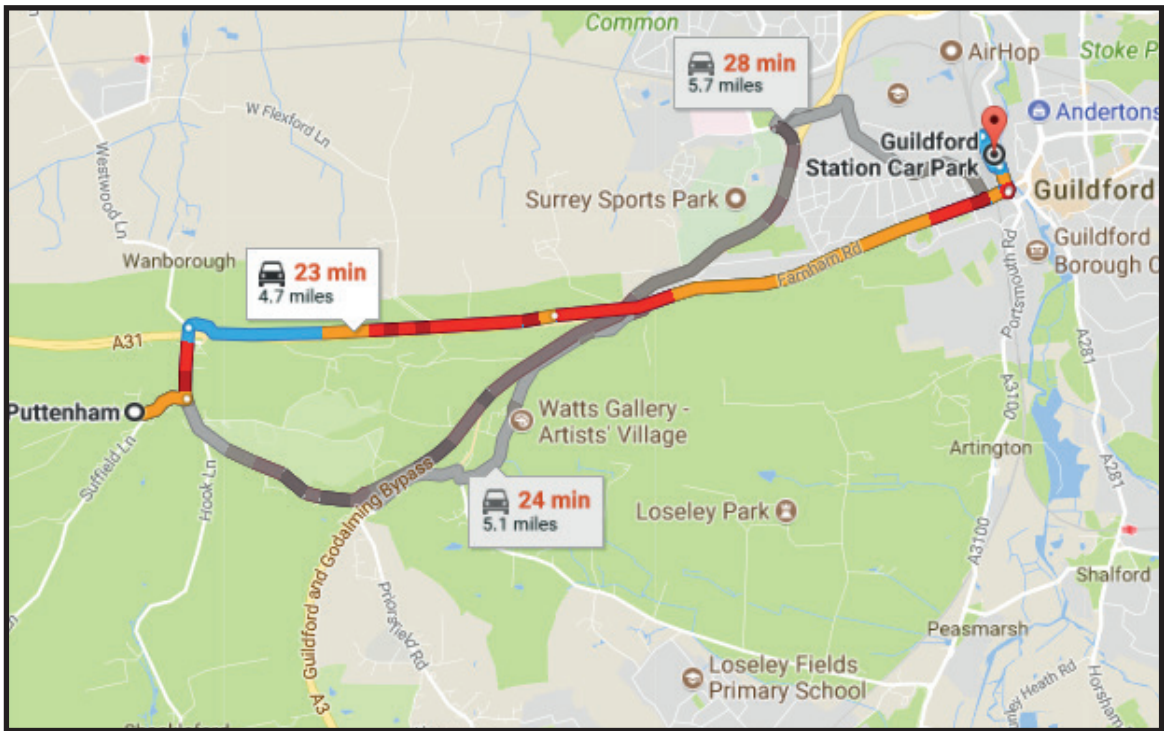 Common
AirHop
Stoke P
28 min
5.7 miles
W Flexford Ln
Andertons
Guildford
Station Car Park
Westwood Ln
Surrey Sports Park
Guildford
Wanborough
Farnham Rd
Guildford
Borough C
23 min
4.7 miles
Portsmouth Rd
A31
A281
Puttenham
Watts Gallery -
Artists' Village
A3100
Suffield Ln
Hook Ln
Artington
A281
24 min
5.1 miles
Loseley Park
Guildford and Godalming Bypass
A3100
Shalford
Priorsfield Rd
Peasmarsh
Loseley Fields
Primary School
A3
Heath Rd
Horsham